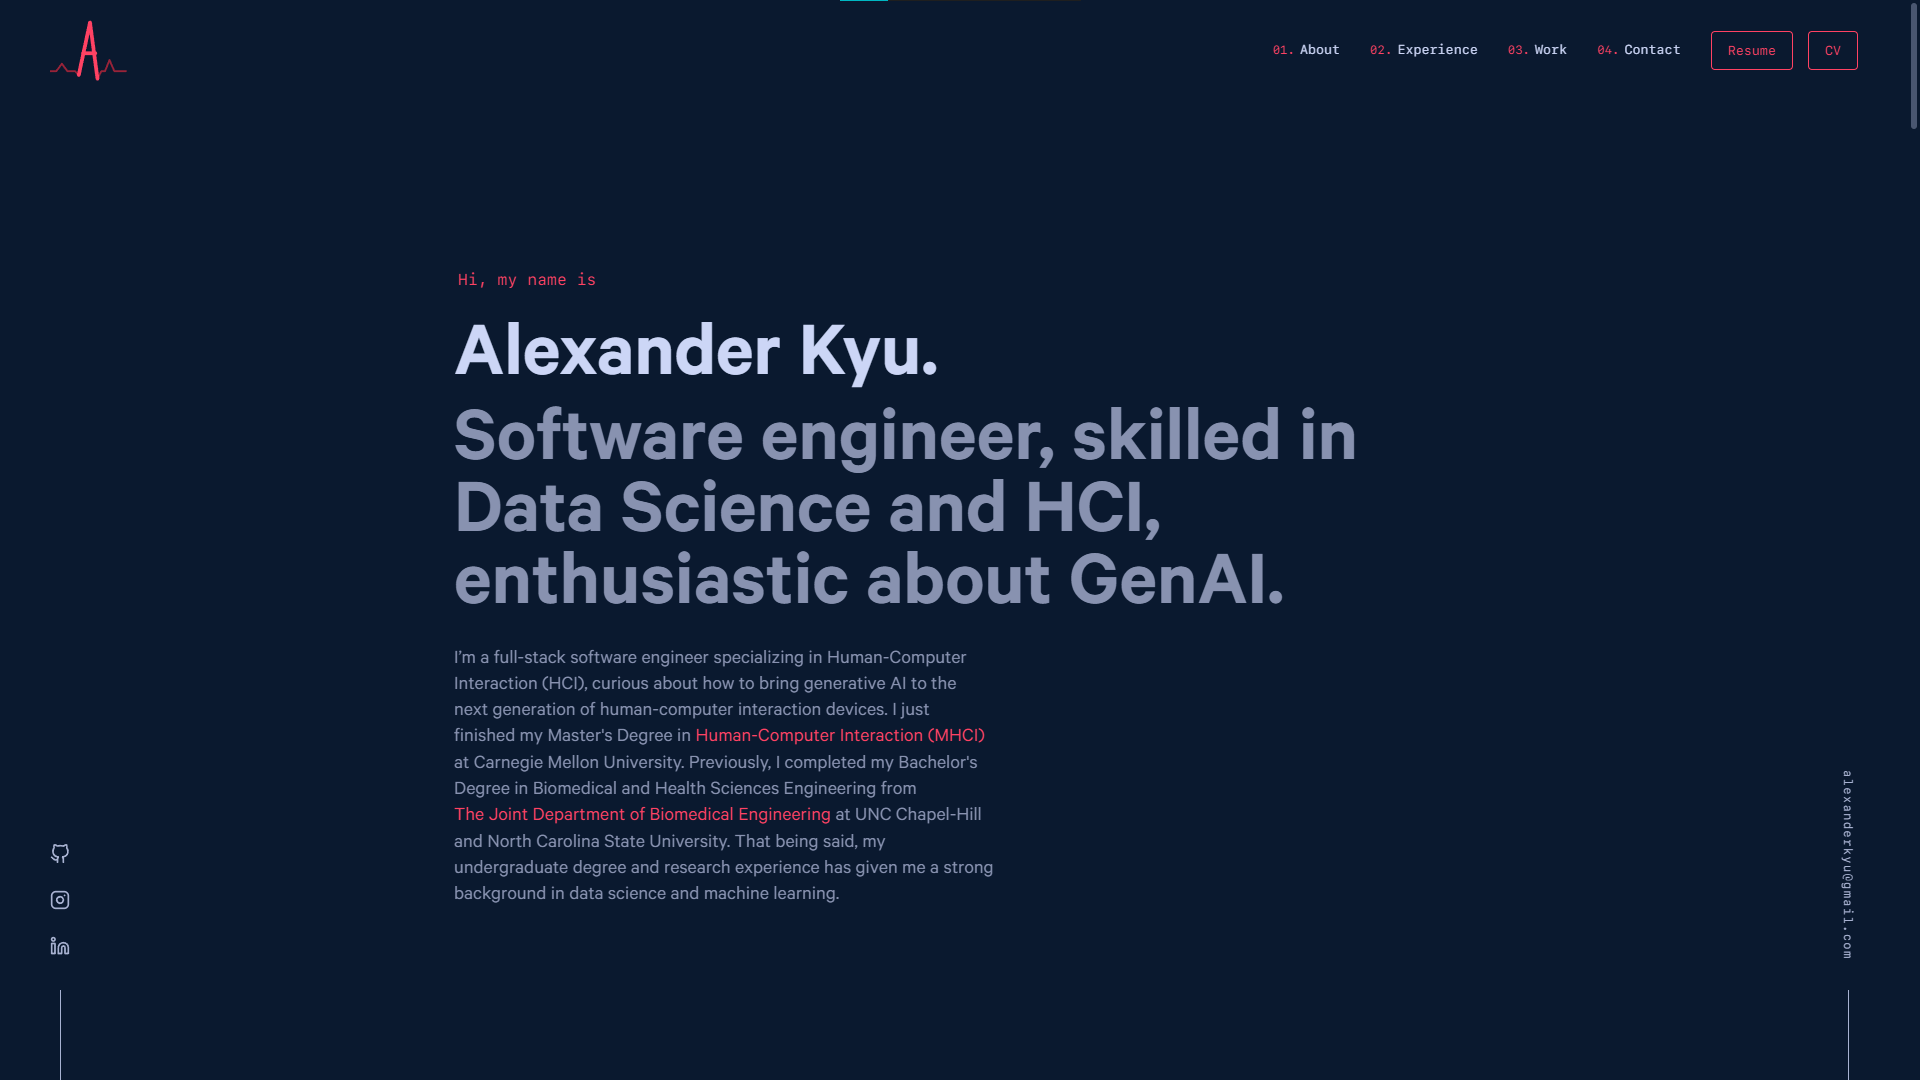 A
01. About
02. Experience
03. Work
04. Contact
Resume
CV
Hi, my name is
Alexander Kyu.
Software engineer, skilled in
Data Science and HCI,
enthusiastic about GenAI.
I'm a full-stack software engineer specializing in Human-Computer
Interaction (HCI), curious about how to bring generative AI to the
next generation of human-computer interaction devices. I just
finished my Master's Degree in Human-Computer Interaction (MHCI)
at Carnegie Mellon University. Previously, I completed my Bachelor's
Degree in Biomedical and Health Sciences Engineering from
The Joint Department of Biomedical Engineering at UNC Chapel-Hill
and North Carolina State University. That being said, my
undergraduate degree and research experience has given me a strong
background in data science and machine learning.
alexanderkyu@gmail.com